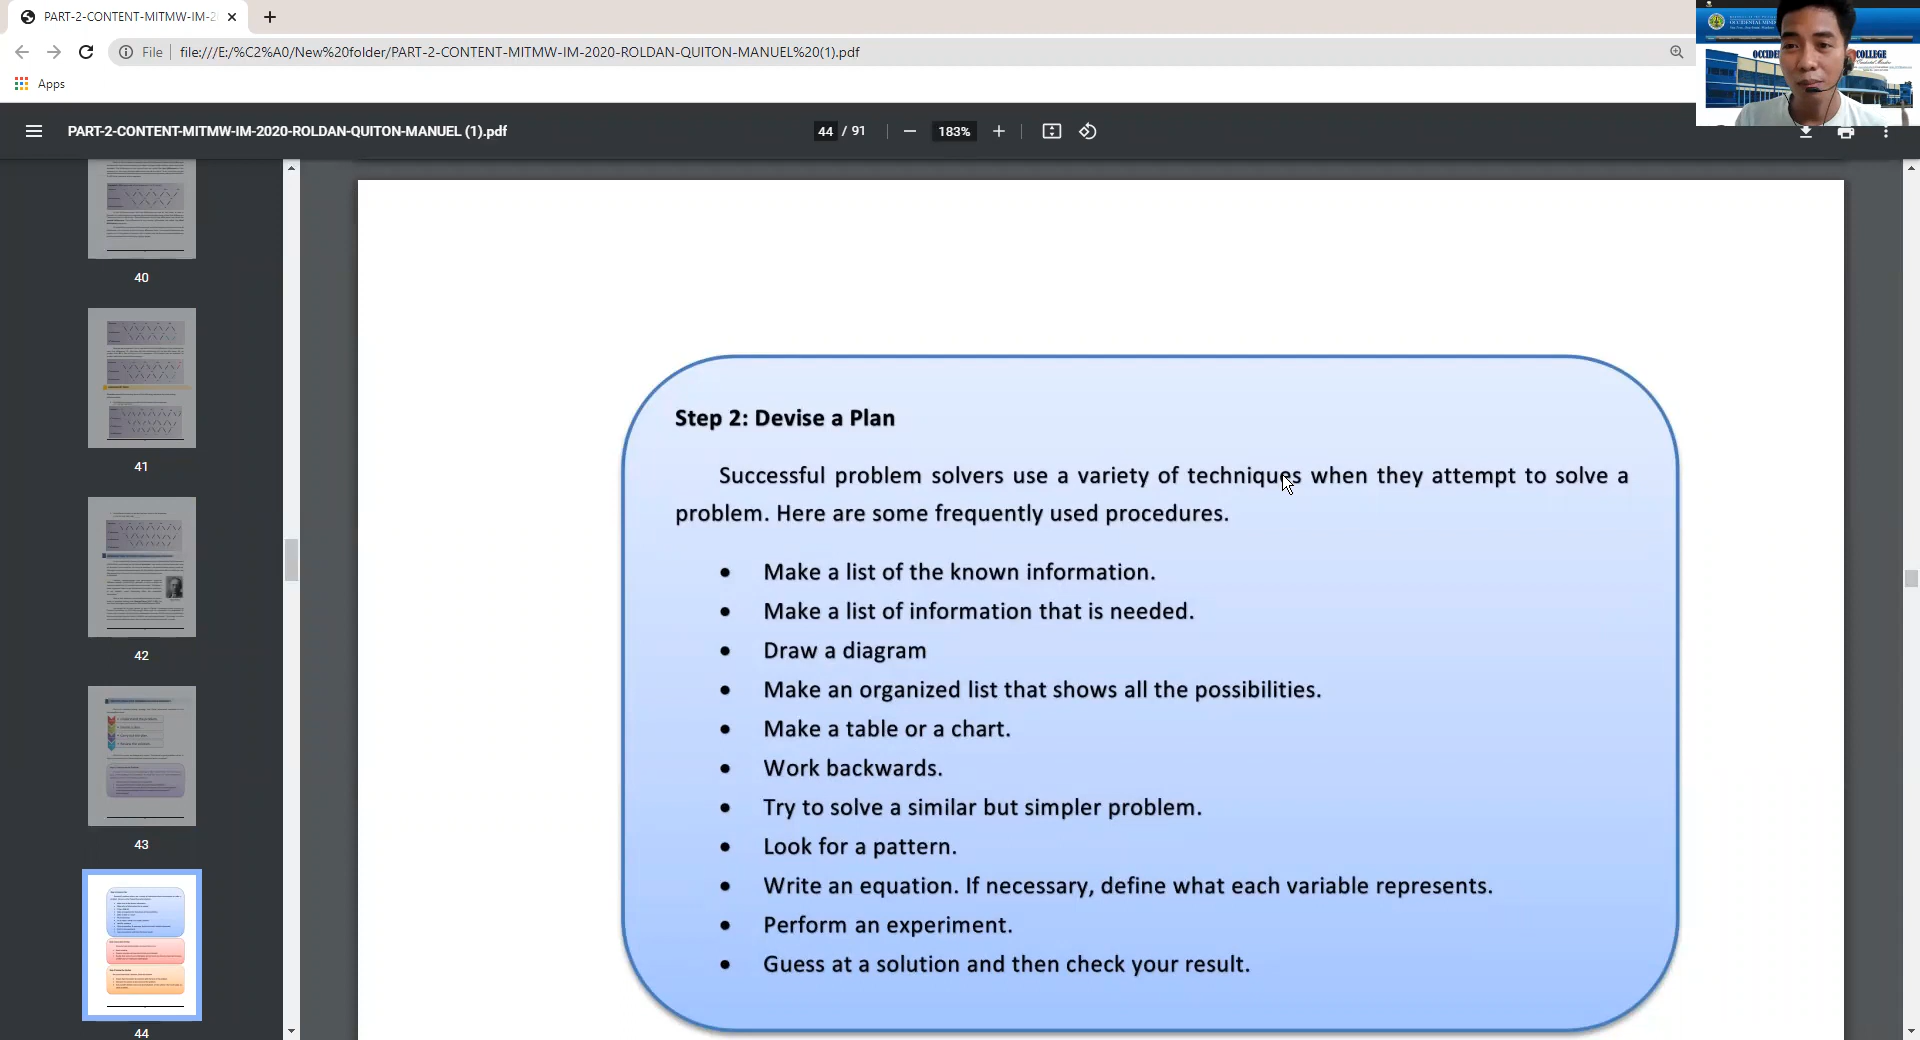 PART-2-CONTENT-MITMW-IM-2
File
file:///E:/%C2%A0/New%20folder/PART-2-CONTENT-MITMW-IM-2020-ROLDAN-QUITON-MANUEL%20(1).pdf
Apps
COLLEGE
PART-2-CONTENT-MITMW-IM-2020-ROLDAN-QUITON-MANUEL (1).pdf
44 / 91
183%
40
41
42
43
44
Step 2: Devise a Plan
Successful problem solvers use a variety of techniques when they attempt to solve a
problem. Here are some frequently used procedures.
• Make a list of the known information.
• Make a list of information that is needed.
• Draw a diagram
• Make an organized list that shows all the possibilities.
• Make a table or a chart.
• Work backwards.
• Try to solve a similar but simpler problem.
• Look for a pattern.
• Write an equation. If necessary, define what each variable represents.
• Perform an experiment.
• Guess at a solution and then check your result.